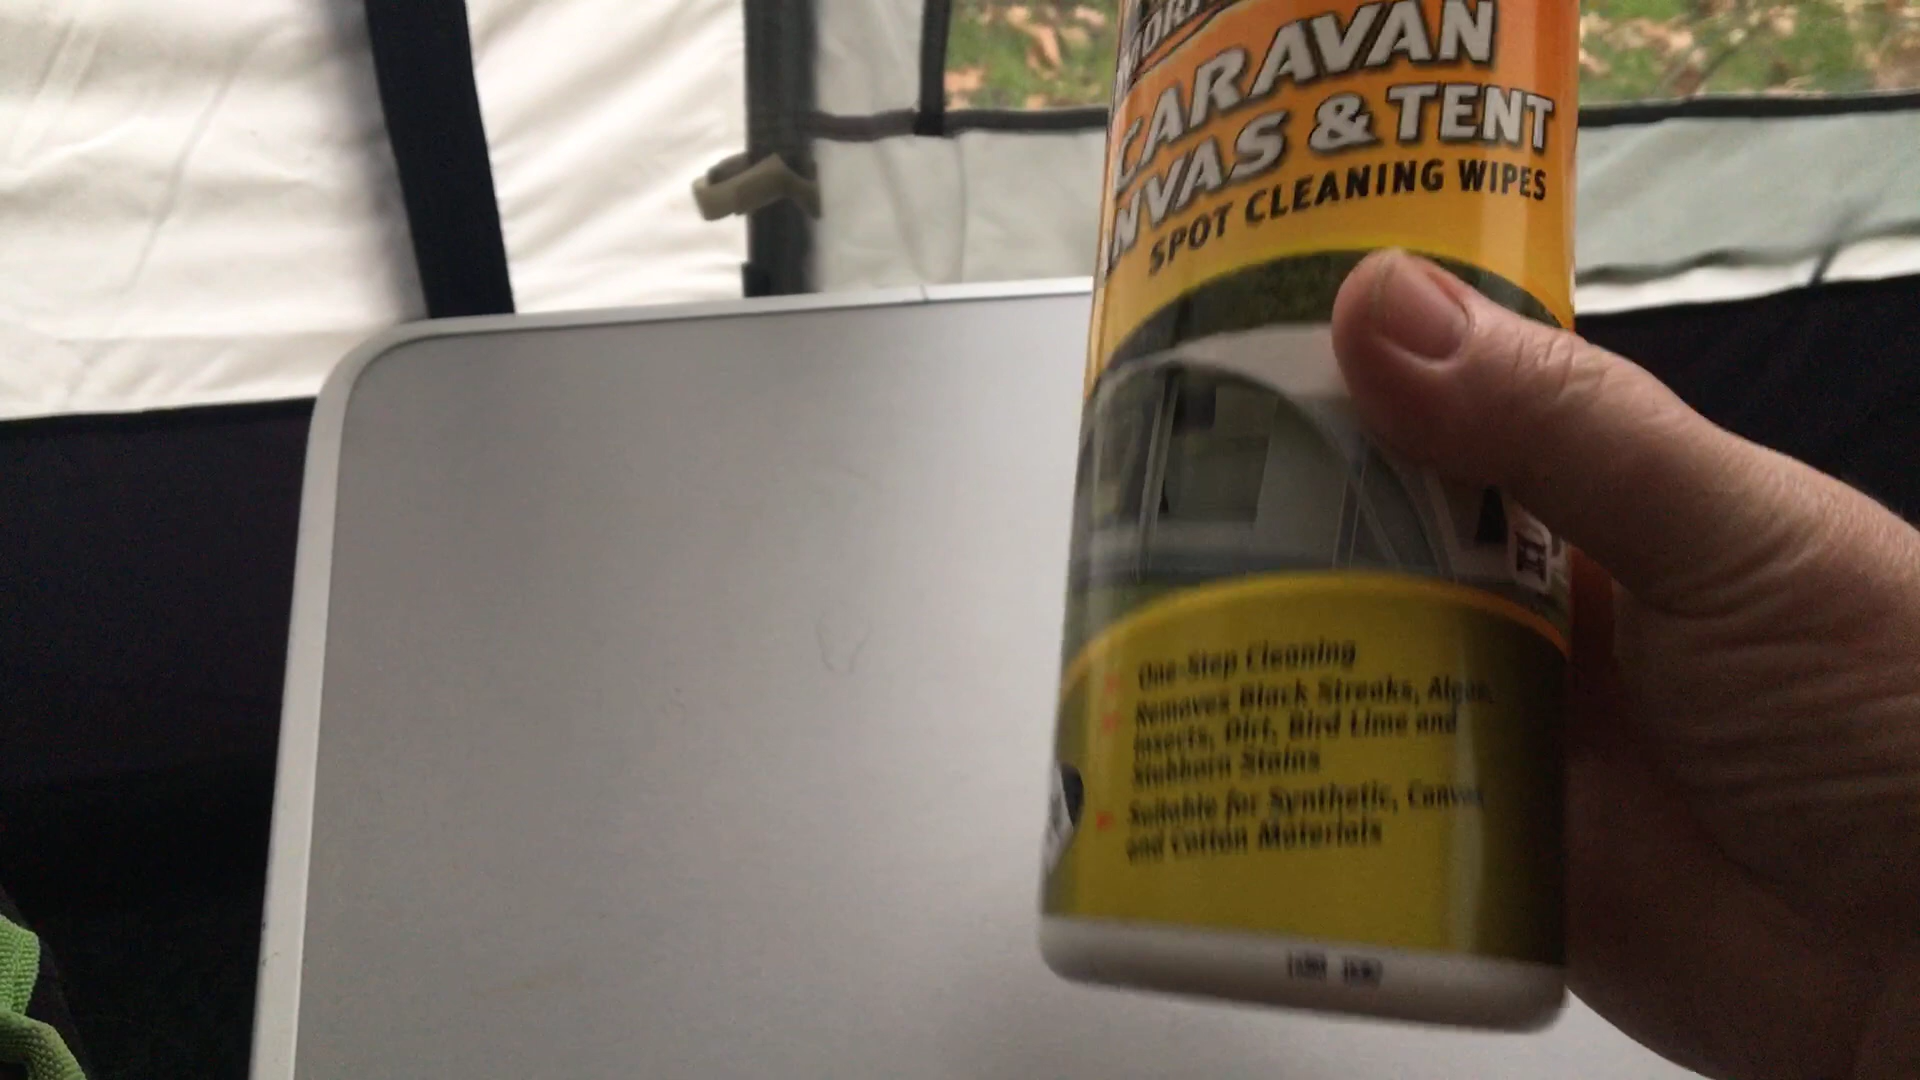 CARAVAN
NVAS & TENT
SPOT CLEANING WIPES
One-Step Cleaning
Removes Black Streaks, Algae,
Insects, Dirt, Bird Lime and
Stubborn Stains
Suitable for Synthetic, Canvas
and Cotton Materials